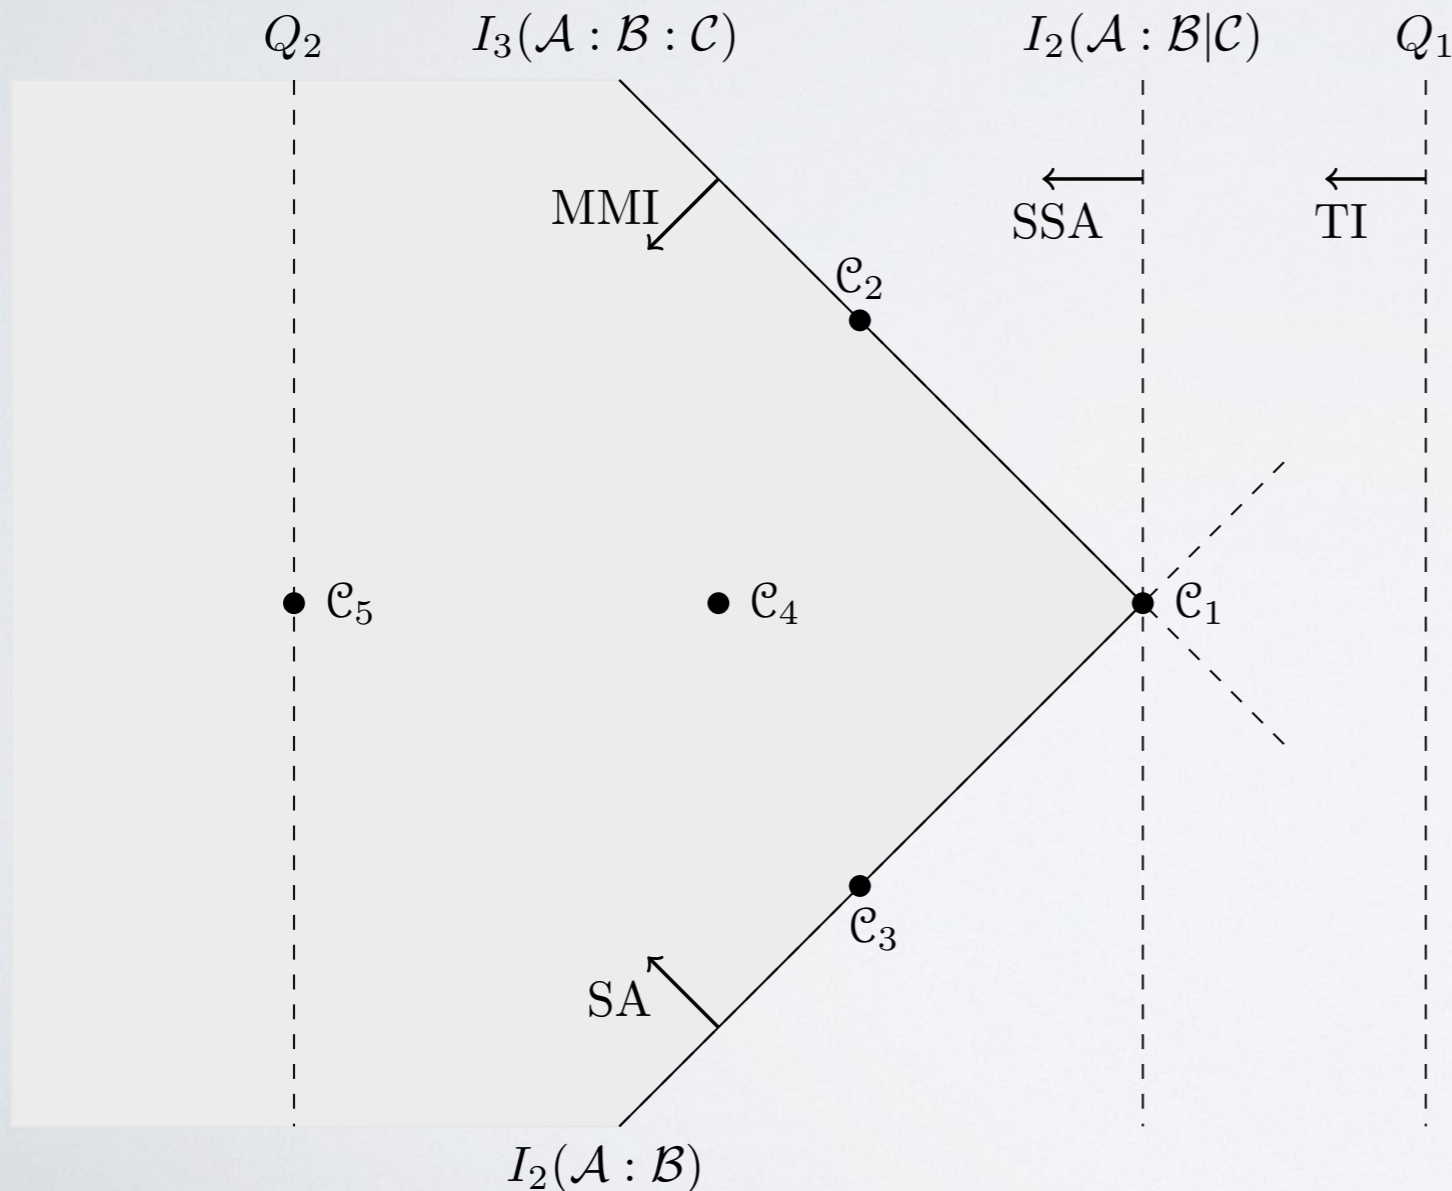 Q₂
I₃(𝒜 : ℬ : 𝒞)
I₂(𝒜 : ℬ|𝒞)
Q₁
MMI
SSA
TI
𝒞₂
𝒞₅
𝒞₄
𝒞₁
𝒞₃
SA
I₂(𝒜 : ℬ)